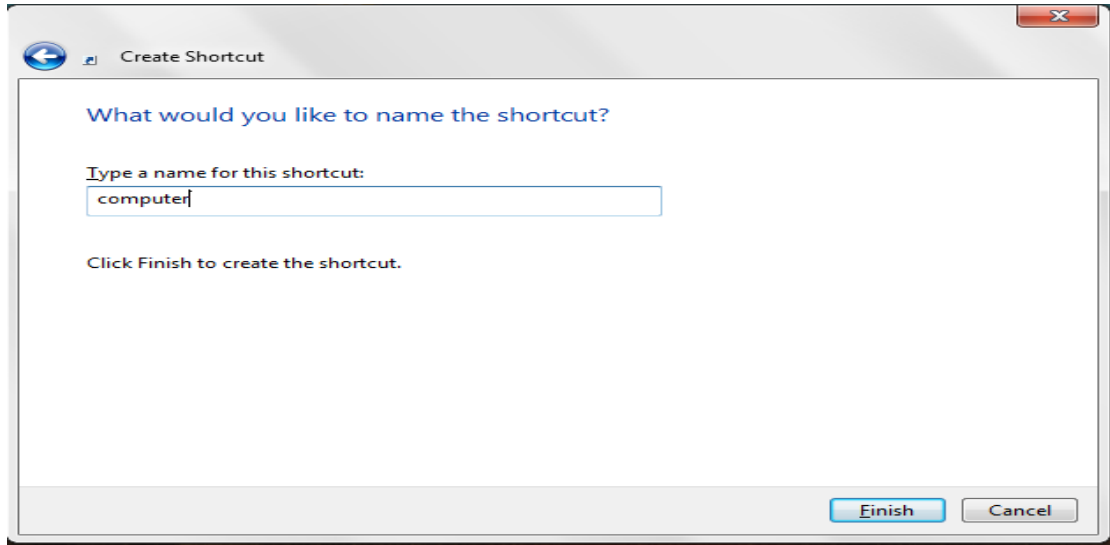 Create Shortcut
What would you like to name the shortcut?
Type a name for this shortcut:
computer
Click Finish to create the shortcut.
Finish
Cancel